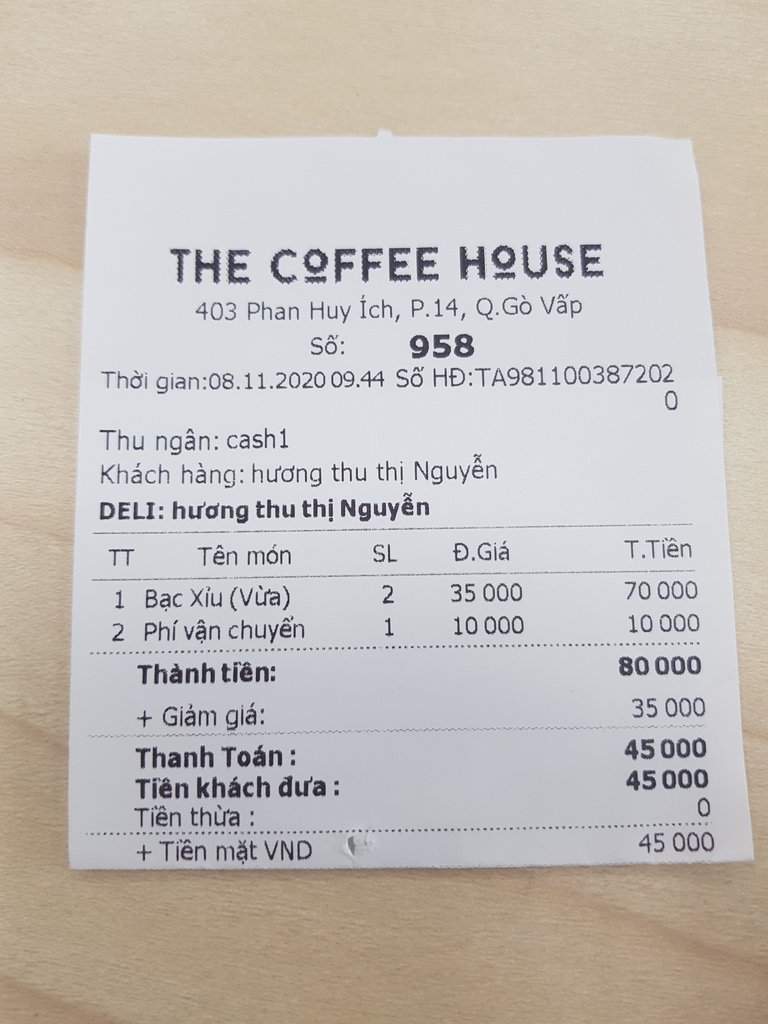 THE COFFEE HOUSE
403 Phan Huy Ích, P.14, Q.Gò Vấp
Số: 958
Thời gian:08.11.2020 09.44 Số HĐ:TA981100387202
0
Thu ngân: cash1
Khách hàng: hương thu thị Nguyễn
DELI: hương thu thị Nguyễn
TT Tên món SL Đ.Giá T.Tiền
1 Bạc Xỉu (Vừa) 2 35 000 70 000
2 Phí vận chuyển 1 10 000 10 000
Thành tiền: 80 000
+ Giảm giá: 35 000
Thanh Toán : 45 000
Tiền khách đưa : 45 000
Tiền thừa : 0
+ Tiền mặt VND 45 000